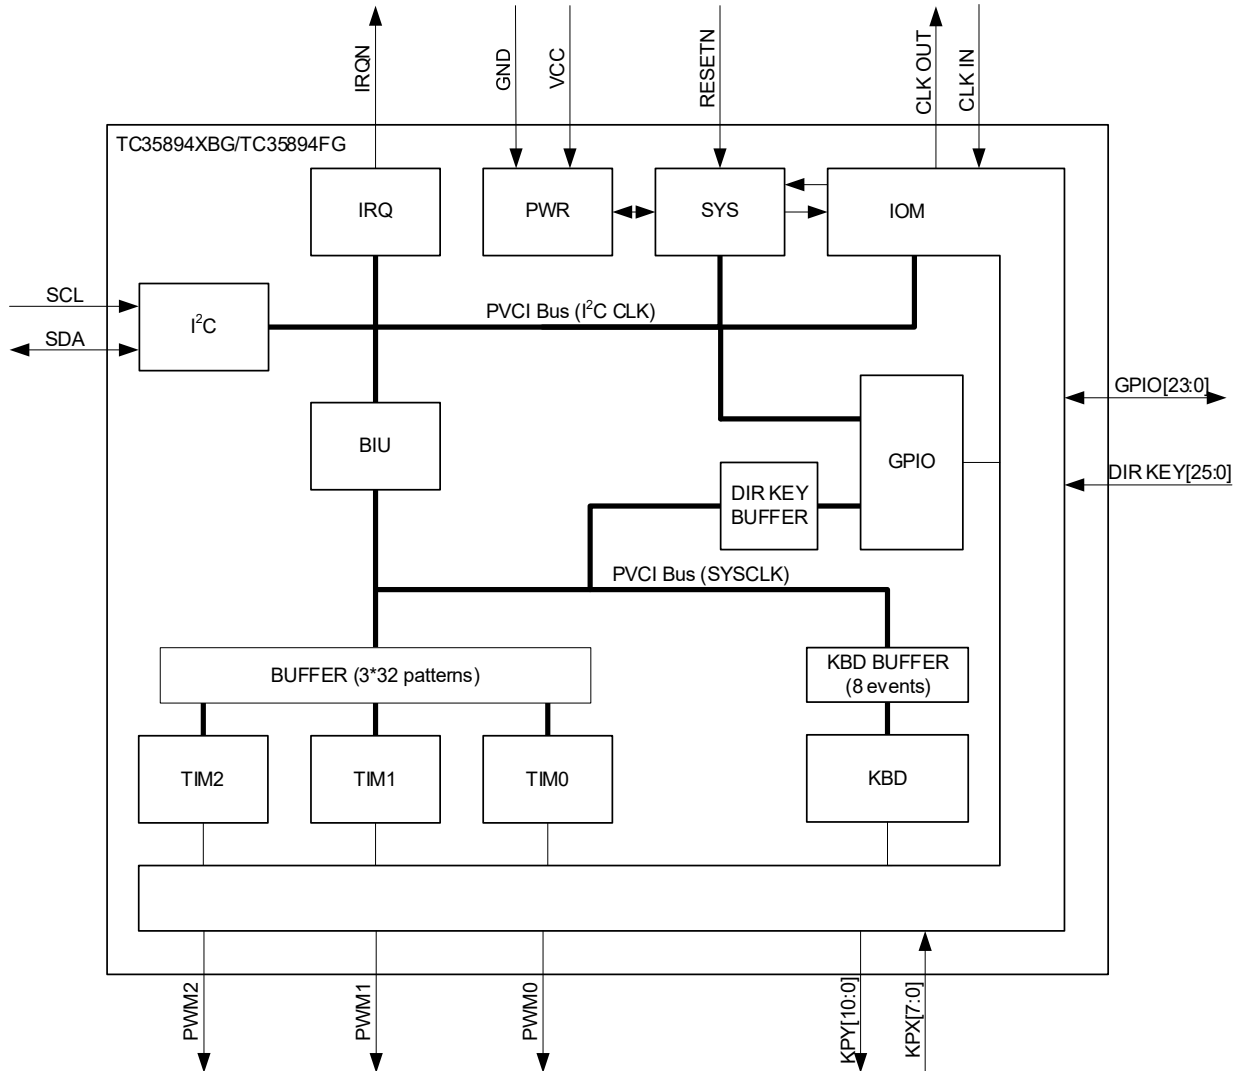 IRQN
GND
VCC
RESETN
CLK OUT
CLK IN
TC35894XBG/TC35894FG
IRQ
PWR
SYS
IOM
SCL
SDA
I²C
PVCI Bus (I²C CLK)
GPIO[23:0]
DIR KEY[25:0]
BIU
GPIO
DIR KEY
BUFFER
PVCI Bus (SYSCLK)
BUFFER (3*32 patterns)
KBD BUFFER
(8 events)
TIM2
TIM1
TIM0
KBD
PWM2
PWM1
PWM0
KPY[10:0]
KPX[7:0]